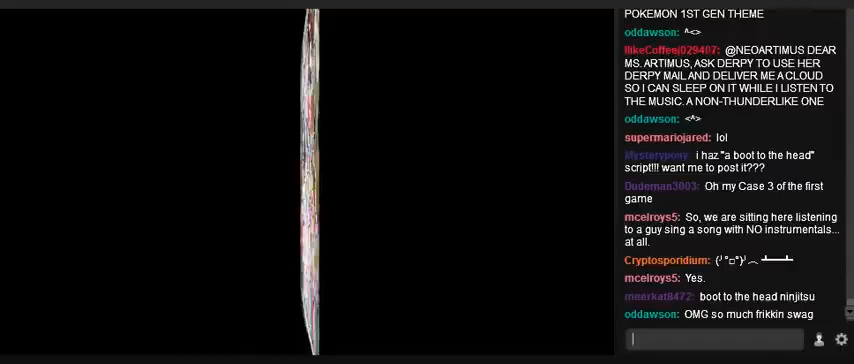 POKEMON 1ST GEN THEME
oddawson: ^<>
IlikeCoffeej029407: @NEOARTIMUS DEAR
MS. ARTIMUS, ASK DERPY TO USE HER
DERPY MAIL AND DELIVER ME A CLOUD
SO I CAN SLEEP ON IT WHILE I LISTEN TO
THE MUSIC. A NON-THUNDERLIKE ONE
oddawson: <^>
supermariojared: lol
Mysterypony: i haz "a boot to the head"
script!!! want me to post it???
Dudeman3003: Oh my Case 3 of the first
game
mcelroys5: So, we are sitting here listening
to a guy sing a song with NO instrumentals...
at all.
Cryptosporidium: (╯°□°)╯︵ ┻━┻
mcelroys5: Yes.
meerkat8472: boot to the head ninjitsu
oddawson: OMG so much frikkin swag